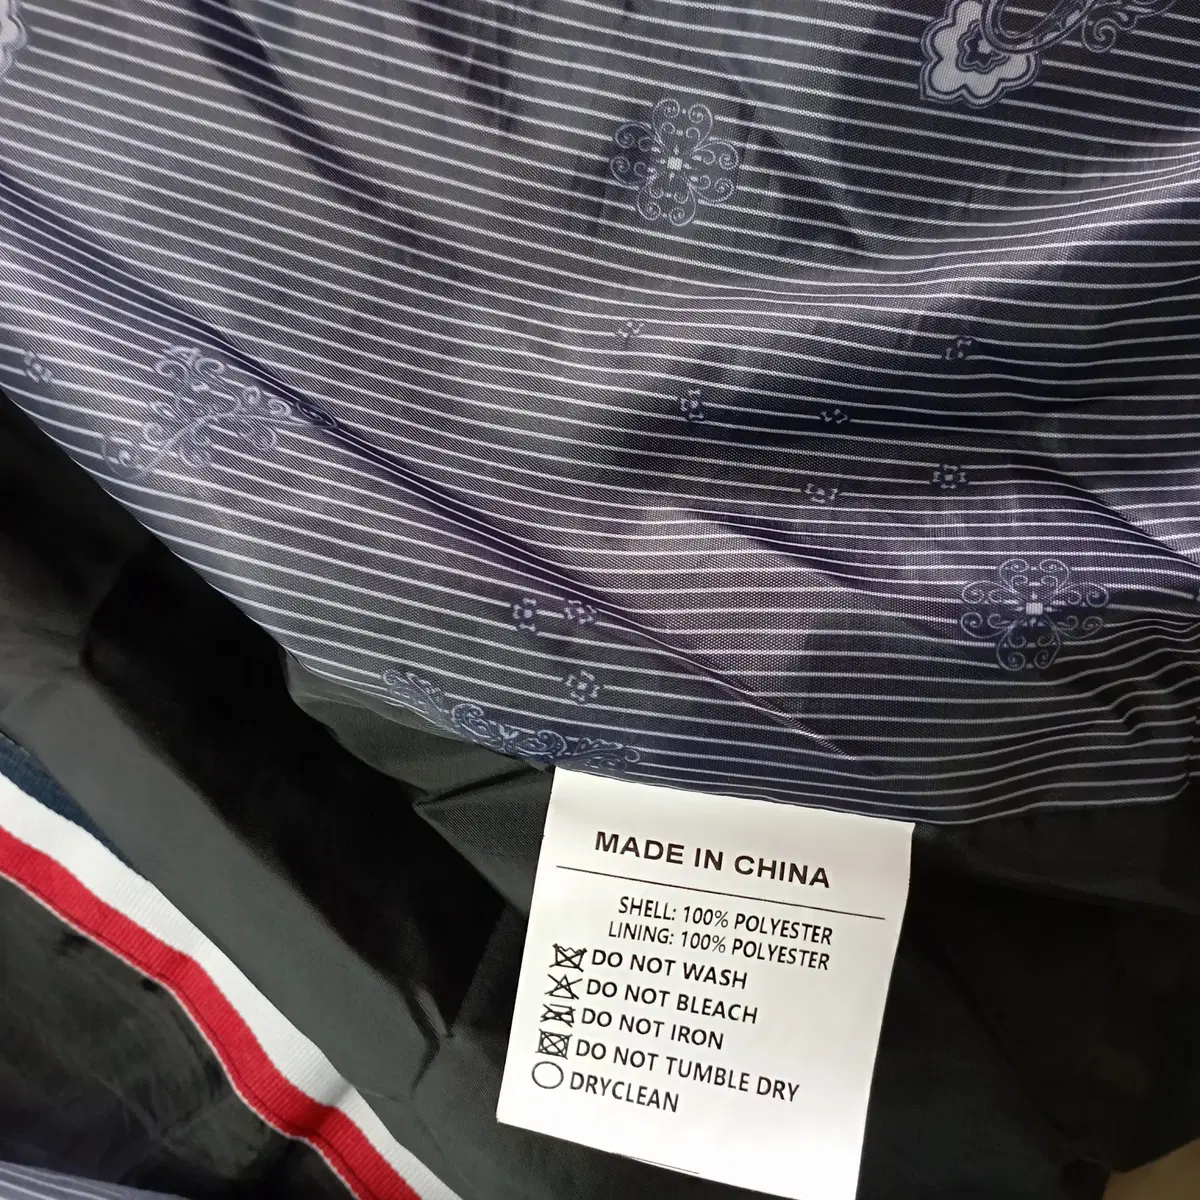 MADE IN CHINA
SHELL: 100% POLYESTER
LINING: 100% POLYESTER
DO NOT WASH
DO NOT BLEACH
DO NOT IRON
DO NOT TUMBLE DRY
DRYCLEAN